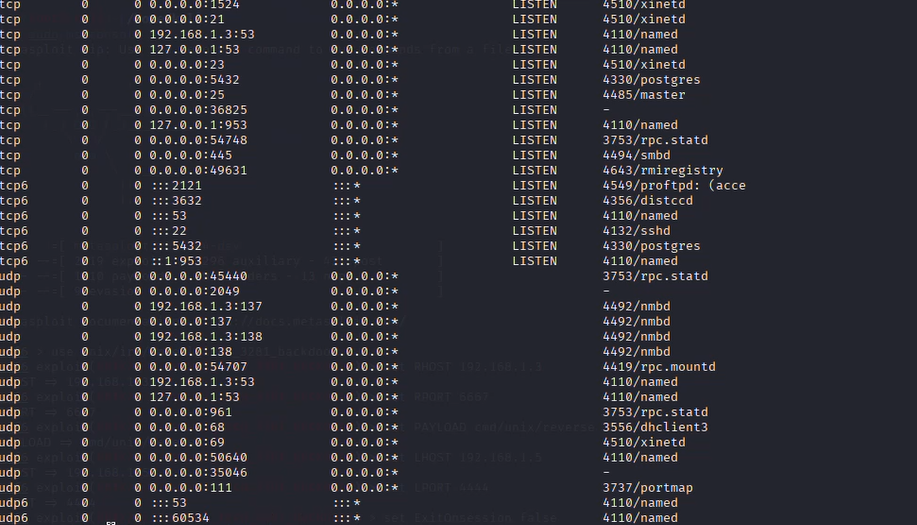 tcp 0 0 0.0.0.0:1524 0.0.0.0:* LISTEN 4510/xinetd
tcp 0 0 0.0.0.0:21 0.0.0.0:* LISTEN 4510/xinetd
tcp 0 0 192.168.1.3:53 0.0.0.0:* LISTEN 4110/named
tcp 0 0 127.0.0.1:53 0.0.0.0:* LISTEN 4110/named
tcp 0 0 0.0.0.0:23 0.0.0.0:* LISTEN 4510/xinetd
tcp 0 0 0.0.0.0:5432 0.0.0.0:* LISTEN 4330/postgres
tcp 0 0 0.0.0.0:25 0.0.0.0:* LISTEN 4485/master
tcp 0 0 0.0.0.0:36825 0.0.0.0:* LISTEN -
tcp 0 0 127.0.0.1:953 0.0.0.0:* LISTEN 4110/named
tcp 0 0 0.0.0.0:54748 0.0.0.0:* LISTEN 3753/rpc.statd
tcp 0 0 0.0.0.0:445 0.0.0.0:* LISTEN 4494/smbd
tcp 0 0 0.0.0.0:49631 0.0.0.0:* LISTEN 4643/rmiregistry
tcp6 0 0 :::2121 :::* LISTEN 4549/proftpd: (acce
tcp6 0 0 :::3632 :::* LISTEN 4356/distccd
tcp6 0 0 :::53 :::* LISTEN 4110/named
tcp6 0 0 :::22 :::* LISTEN 4132/sshd
tcp6 0 0 :::5432 :::* LISTEN 4330/postgres
tcp6 0 0 ::1:953 :::* LISTEN 4110/named
udp 0 0 0.0.0.0:45440 0.0.0.0:* 3753/rpc.statd
udp 0 0 0.0.0.0:2049 0.0.0.0:* -
udp 0 0 192.168.1.3:137 0.0.0.0:* 4492/nmbd
udp 0 0 0.0.0.0:137 0.0.0.0:* 4492/nmbd
udp 0 0 192.168.1.3:138 0.0.0.0:* 4492/nmbd
udp 0 0 0.0.0.0:138 0.0.0.0:* 4492/nmbd
udp 0 0 0.0.0.0:54707 0.0.0.0:* 4419/rpc.mountd
udp 0 0 192.168.1.3:53 0.0.0.0:* 4110/named
udp 0 0 127.0.0.1:53 0.0.0.0:* 4110/named
udp 0 0 0.0.0.0:961 0.0.0.0:* 3753/rpc.statd
udp 0 0 0.0.0.0:68 0.0.0.0:* 3556/dhclient3
udp 0 0 0.0.0.0:69 0.0.0.0:* 4510/xinetd
udp 0 0 0.0.0.0:50640 0.0.0.0:* 4110/named
udp 0 0 0.0.0.0:35046 0.0.0.0:* -
udp 0 0 0.0.0.0:111 0.0.0.0:* 3737/portmap
udp6 0 0 :::53 :::* 4110/named
udp6 0 0 :::60534 :::* 4110/named